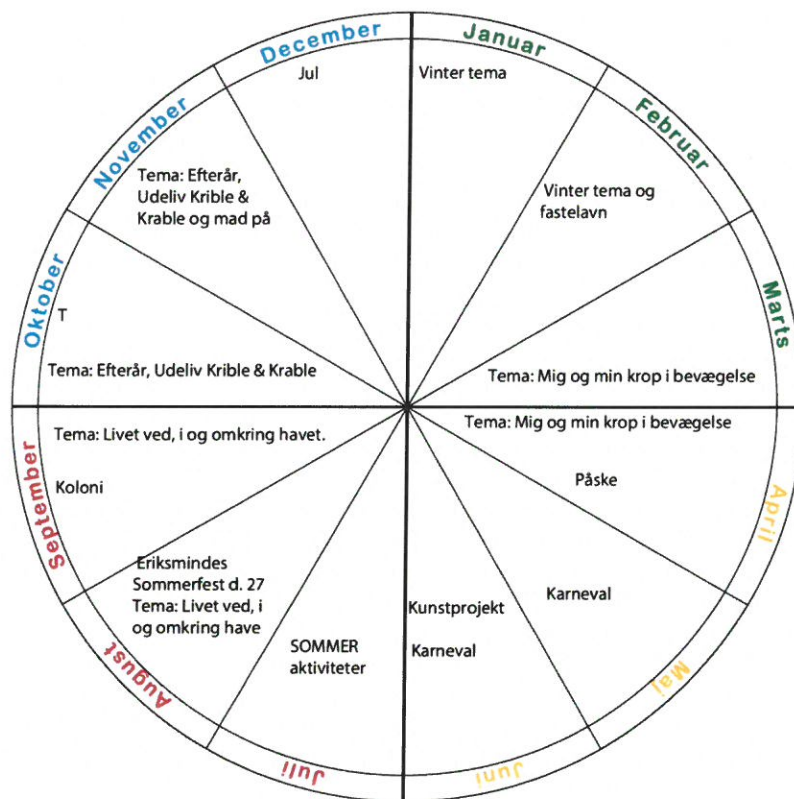 Januar
Vinter tema
Februar
Vinter tema og
fastelavn
Marts
Tema: Mig og min krop i bevægelse
April
Tema: Mig og min krop i bevægelse
Påske
Maj
Karneval
Juni
Kunstprojekt
Karneval
Juli
SOMMER
aktiviteter
August
Eriksmindes
Sommerfest d. 27
Tema: Livet ved, i
og omkring have
September
Tema: Livet ved, i og omkring havet.
Koloni
Oktober
T
Tema: Efterår, Udeliv Krible & Krable
November
Tema: Efterår,
Udeliv Krible &
Krable og mad på
December
Jul